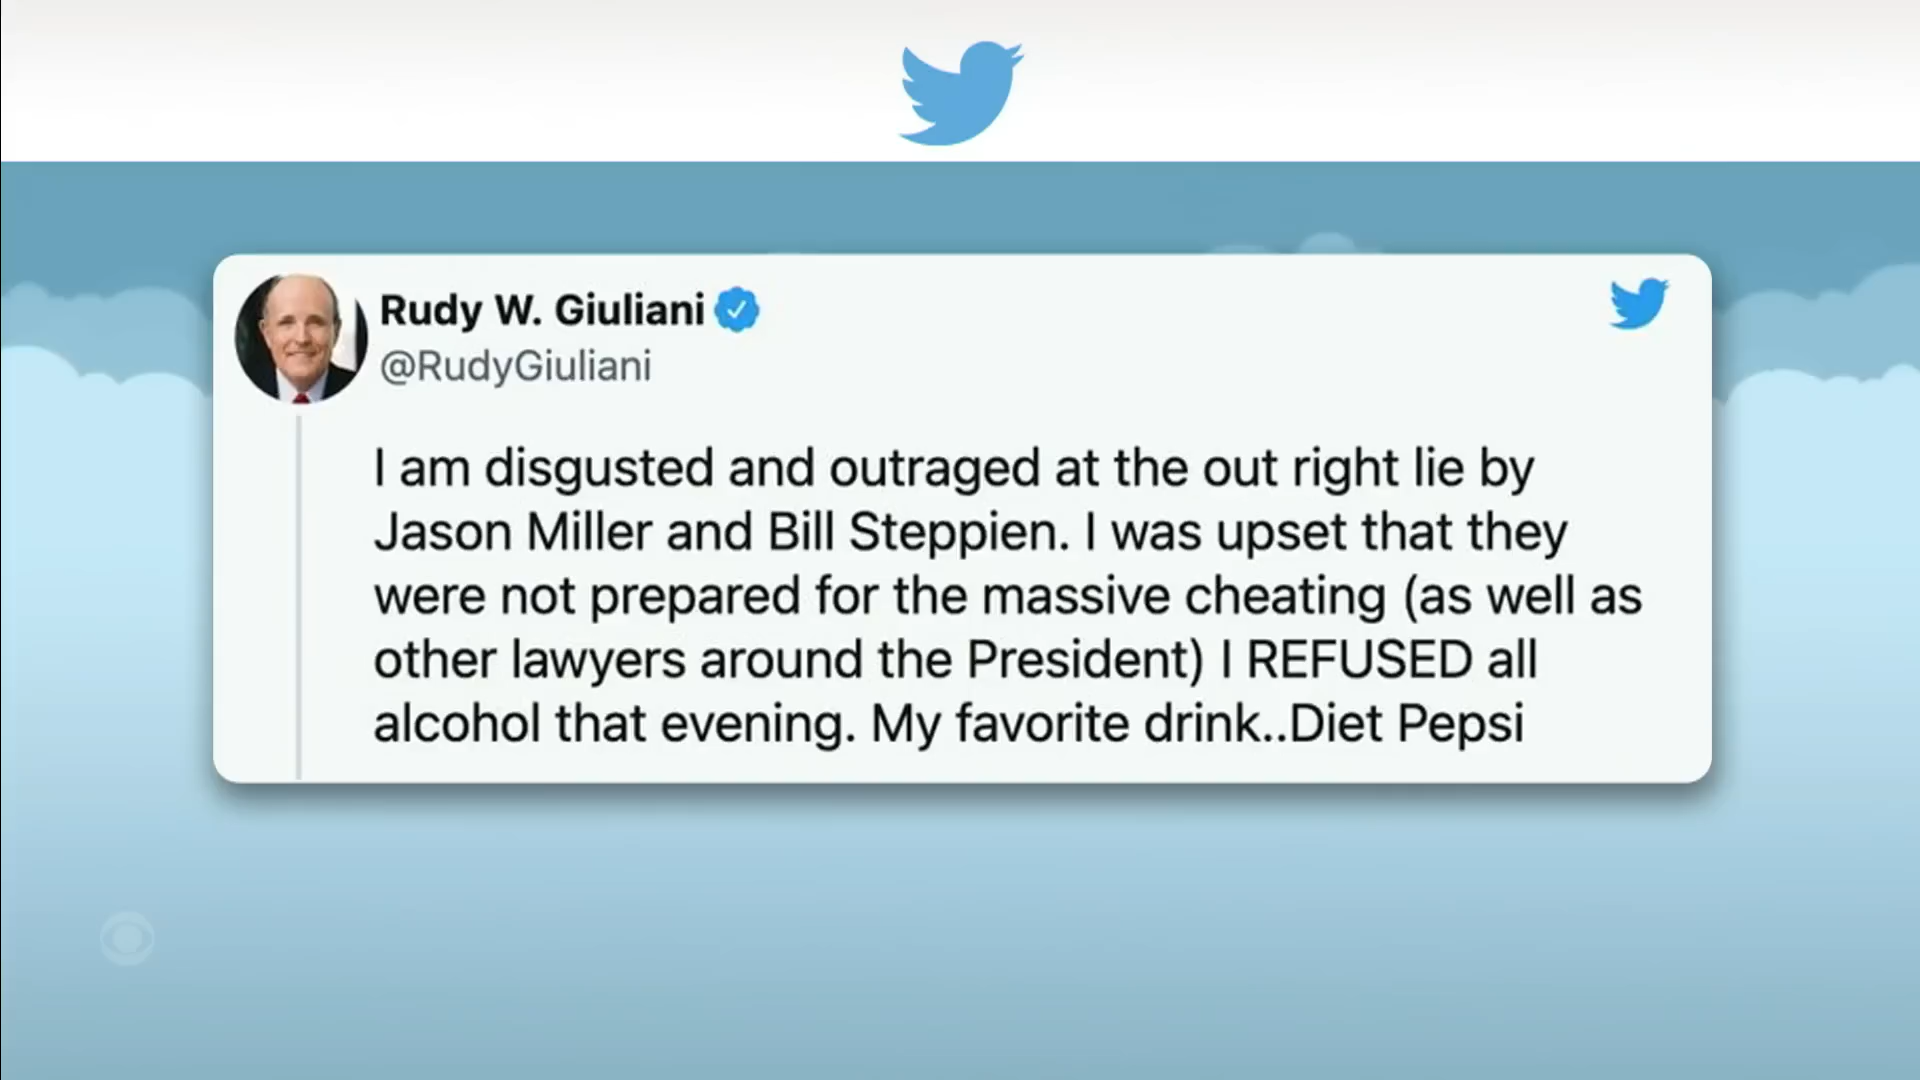 Rudy W. Giuliani
@RudyGiuliani
I am disgusted and outraged at the out right lie by
Jason Miller and Bill Steppien. I was upset that they
were not prepared for the massive cheating (as well as
other lawyers around the President) I REFUSED all
alcohol that evening. My favorite drink..Diet Pepsi